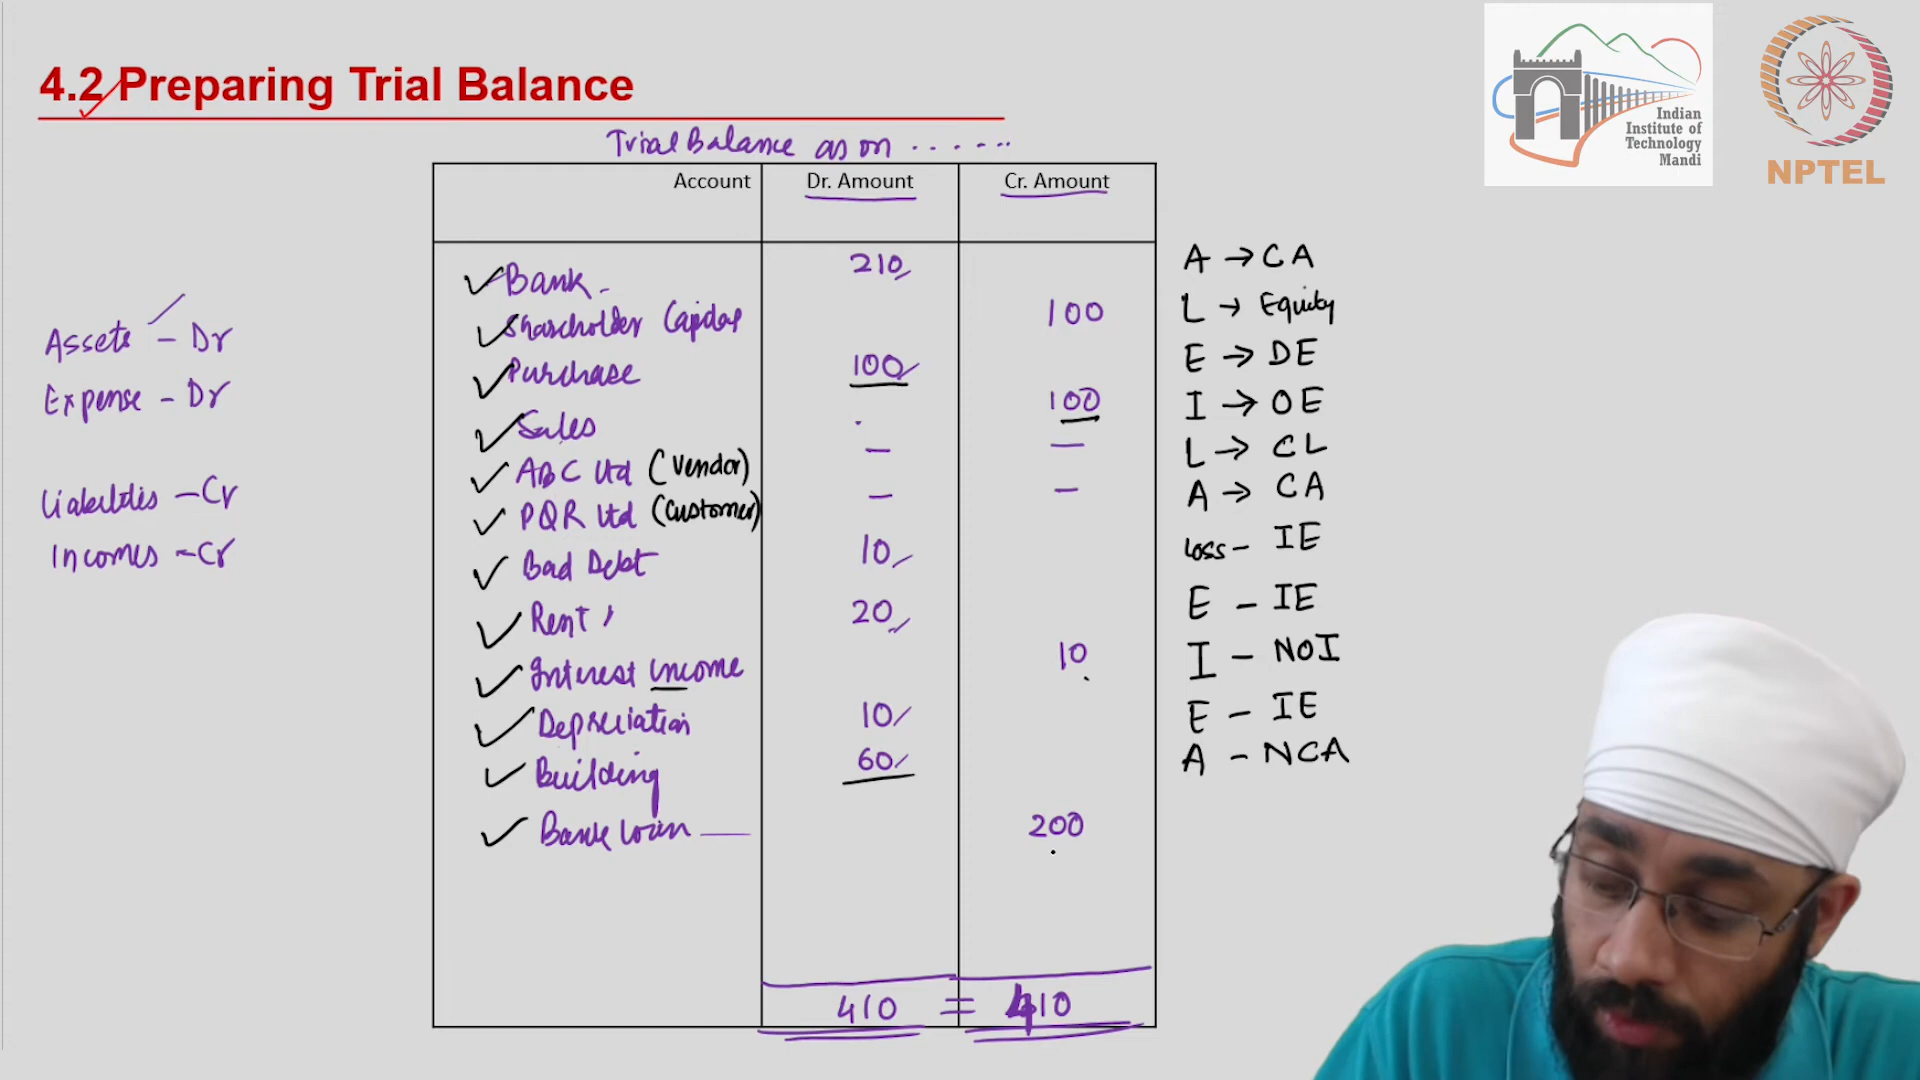 4.2 Preparing Trial Balance
Indian
Institute of
Technology
Mandi
NPTEL
Trial Balance as on ......
Account Dr. Amount Cr. Amount
Bank 210 A → CA
Shareholder Capital 100 L → Equity
Purchase 100 E → DE
Sales 100 I → OE
ABC Ltd (Vendor) – – L → CL
PQR Ltd (Customer) – – A → CA
Bad Debt 10 Loss – IE
Rent 20 E – IE
Interest income 10 I – NOI
Depreciation 10 E – IE
Building 60 A – NCA
Bank Loan 200
410 = 410
Assets – Dr
Expense – Dr
Liabilities – Cr
Incomes – Cr